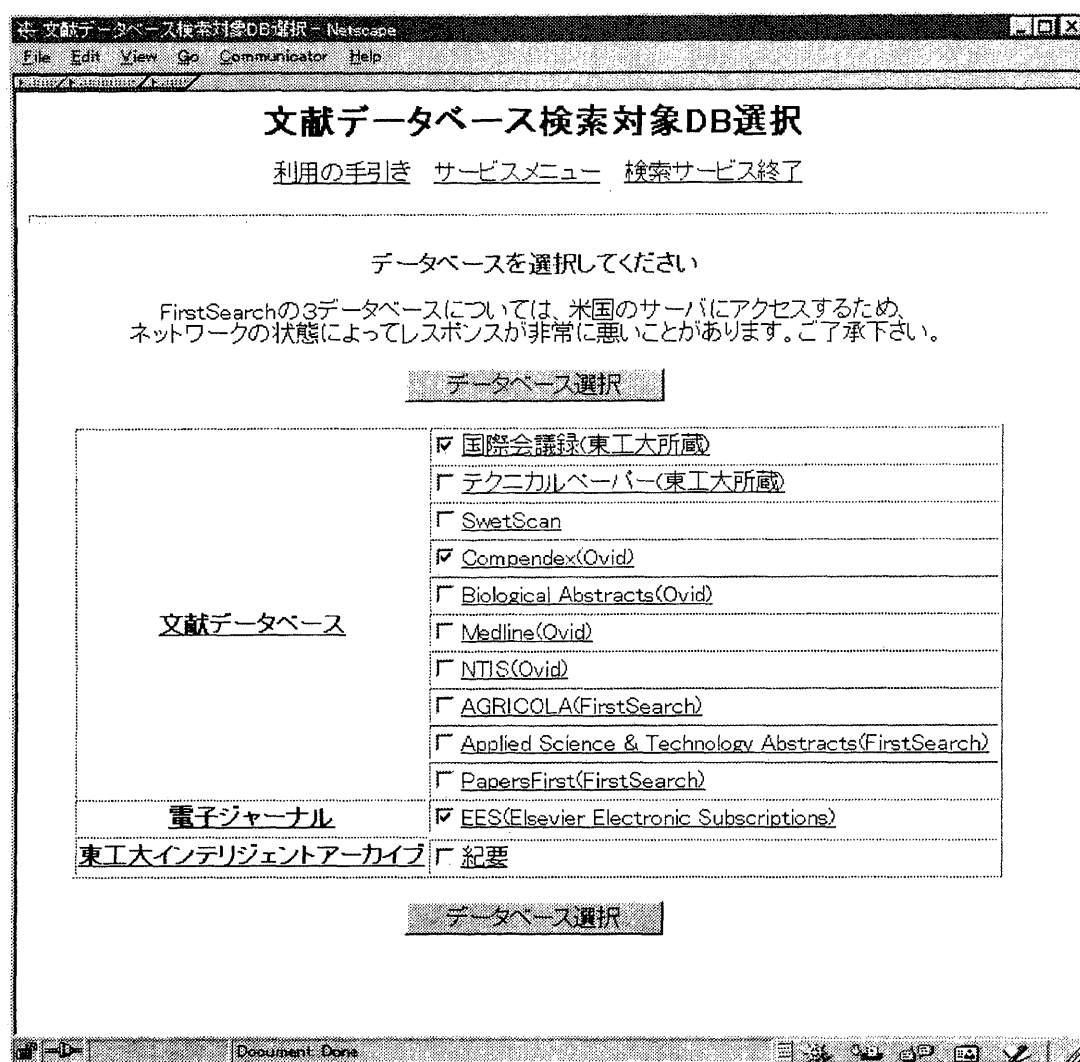 文献データベース検索対象DB選択 - Netscape
File Edit View Go Communicator Help
文献データベース検索対象DB選択
利用の手引き サービスメニュー 検索サービス終了
データベースを選択してください
FirstSearchの3データベースについては、米国のサーバにアクセスするため、
ネットワークの状態によってレスポンスが非常に悪いことがあります。ご了承下さい。
データベース選択
文献データベース
国際会議録(東工大所蔵)
テクニカルペーパー(東工大所蔵)
SwetScan
Compendex(Ovid)
Biological Abstracts(Ovid)
Medline(Ovid)
NTIS(Ovid)
AGRICOLA(FirstSearch)
Applied Science & Technology Abstracts(FirstSearch)
PapersFirst(FirstSearch)
電子ジャーナル
EES(Elsevier Electronic Subscriptions)
東工大インテリジェントアーカイブ
紀要
データベース選択
Document: Done